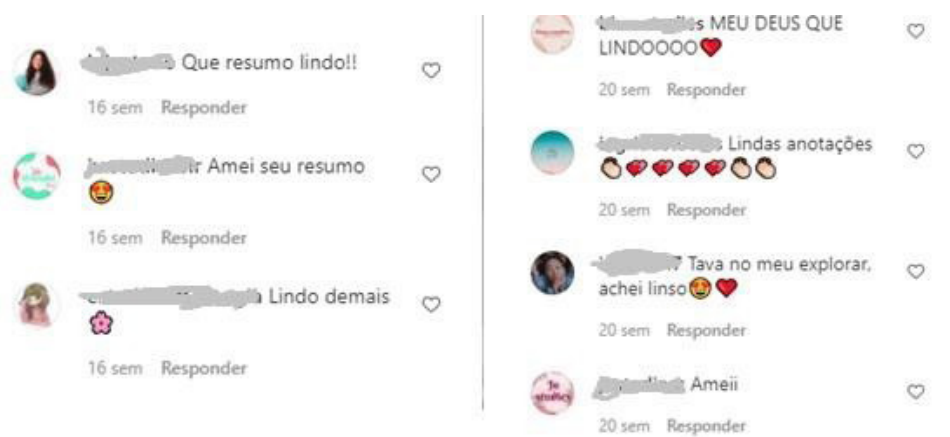 Que resumo lindo!!
16 sem Responder
Amei seu resumo
🤩
16 sem Responder
Lindo demais
🌸
16 sem Responder
MEU DEUS QUE
LINDOOOO❤️
20 sem Responder
Lindas anotações
👏🏻💞💞💞💞👏🏻👏🏻
20 sem Responder
Tava no meu explorar,
achei linso😍❤️
20 sem Responder
Ameii
20 sem Responder